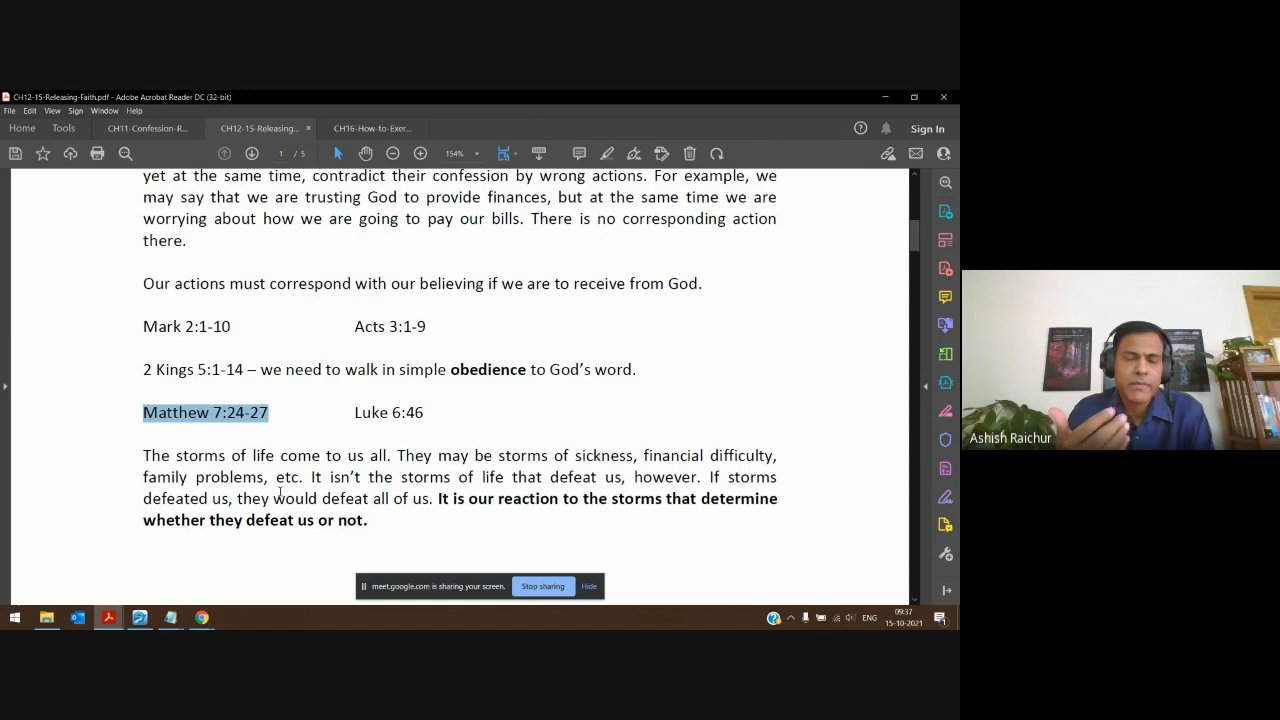 CH12-15-Releasing-Faith.pdf - Adobe Acrobat Reader DC (32-bit)
File Edit View Sign Window Help
Home Tools CH11-Confession-R... CH12-15-Releasing... × CH16-How-to-Exer... Sign In
1 / 5 154%
yet at the same time, contradict their confession by wrong actions. For example, we
may say that we are trusting God to provide finances, but at the same time we are
worrying about how we are going to pay our bills. There is no corresponding action
there.
Our actions must correspond with our believing if we are to receive from God.
Mark 2:1-10 Acts 3:1-9
2 Kings 5:1-14 – we need to walk in simple obedience to God’s word.
Matthew 7:24-27 Luke 6:46
The storms of life come to us all. They may be storms of sickness, financial difficulty,
family problems, etc. It isn’t the storms of life that defeat us, however. If storms
defeated us, they would defeat all of us. It is our reaction to the storms that determine
whether they defeat us or not.
meet.google.com is sharing your screen. Stop sharing Hide
ENG
09:37
15-10-2021
Ashish Raichur